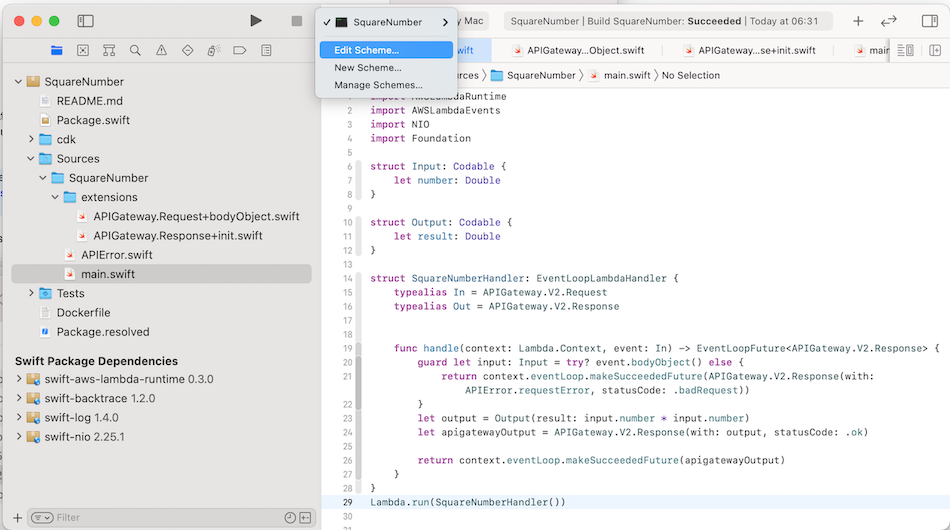 SquareNumber
y Mac
SquareNumber | Build SquareNumber: Succeeded | Today at 06:31
Edit Scheme...
New Scheme...
Manage Schemes...
wift
APIGateway...Object.swift
APIGateway...se+init.swift
main
rces
SquareNumber
main.swift
No Selection
SquareNumber
README.md
Package.swift
cdk
Sources
SquareNumber
extensions
APIGateway.Request+bodyObject.swift
APIGateway.Response+init.swift
APIError.swift
main.swift
Tests
Dockerfile
Package.resolved
Swift Package Dependencies
swift-aws-lambda-runtime 0.3.0
swift-backtrace 1.2.0
swift-log 1.4.0
swift-nio 2.25.1
Filter
import AWSLambdaRuntime
2 import AWSLambdaEvents
3 import NIO
4 import Foundation
5
6 struct Input: Codable {
7 let number: Double
8 }
9
10 struct Output: Codable {
11 let result: Double
12 }
13
14 struct SquareNumberHandler: EventLoopLambdaHandler {
15 typealias In = APIGateway.V2.Request
16 typealias Out = APIGateway.V2.Response
17
18
19 func handle(context: Lambda.Context, event: In) -> EventLoopFuture<APIGateway.V2.Response> {
20 guard let input: Input = try? event.bodyObject() else {
21 return context.eventLoop.makeSucceededFuture(APIGateway.V2.Response(with:
APIError.requestError, statusCode: .badRequest))
22 }
23 let output = Output(result: input.number * input.number)
24 let apigatewayOutput = APIGateway.V2.Response(with: output, statusCode: .ok)
25
26 return context.eventLoop.makeSucceededFuture(apigatewayOutput)
27 }
28 }
29 Lambda.run(SquareNumberHandler())
30